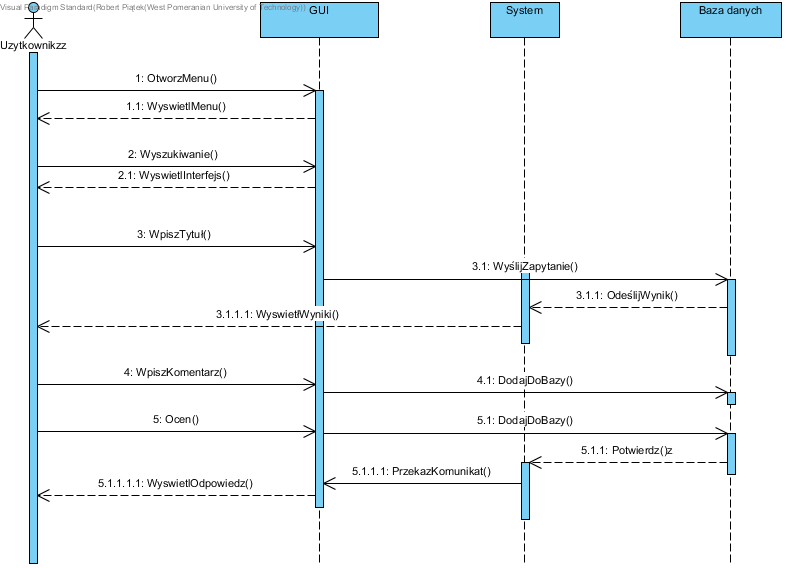 Visual Paradigm Standard(Robert Piątek(West Pomeranian University of Technology))
GUI
System
Baza danych
Uzytkownikzz
1: OtworzMenu()
1.1: WyswietlMenu()
2: Wyszukiwanie()
2.1: WyswietlInterfejs()
3: WpiszTytuł()
3.1: WyślijZapytanie()
3.1.1: OdeślijWynik()
3.1.1.1: WyswietlWyniki()
4: WpiszKomentarz()
4.1: DodajDoBazy()
5: Ocen()
5.1: DodajDoBazy()
5.1.1: Potwierdz()z
5.1.1.1: PrzekazKomunikat()
5.1.1.1.1: WyswietlOdpowiedz()